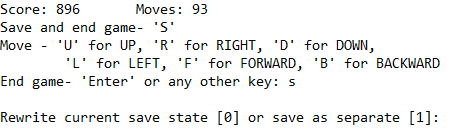 Score: 896 Moves: 93
Save and end game- 'S'
Move - 'U' for UP, 'R' for RIGHT, 'D' for DOWN,
'L' for LEFT, 'F' for FORWARD, 'B' for BACKWARD
End game- 'Enter' or any other key: s
Rewrite current save state [0] or save as separate [1]: